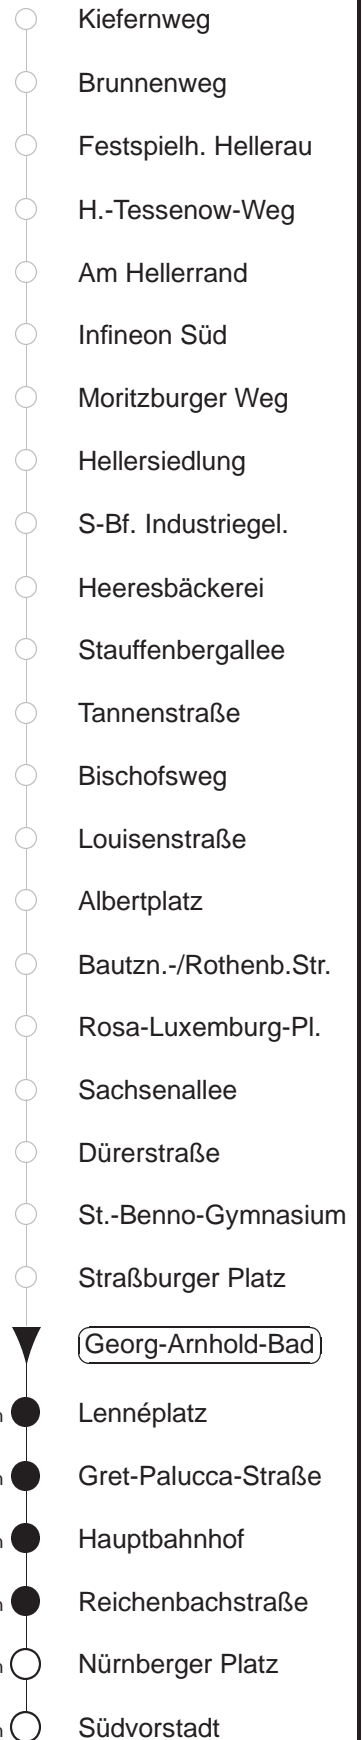 Kiefernweg
Brunnenweg
Festspielh. Hellerau
H.-Tessenow-Weg
Am Hellerrand
Infineon Süd
Moritzburger Weg
Hellersiedlung
S-Bf. Industriegel.
Heeresbäckerei
Stauffenbergallee
Tannenstraße
Bischofsweg
Louisenstraße
Albertplatz
Bautzn.-/Rothenb.Str.
Rosa-Luxemburg-Pl.
Sachsenallee
Dürerstraße
St.-Benno-Gymnasium
Straßburger Platz
Georg-Arnhold-Bad
Lennéplatz
Gret-Palucca-Straße
Hauptbahnhof
Reichenbachstraße
Nürnberger Platz
Südvorstadt